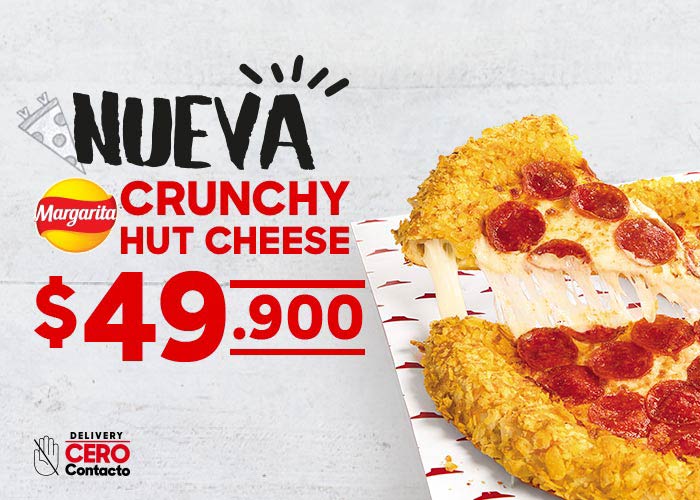 NUEVA
Margarita
CRUNCHY
HUT CHEESE
$49.900
DELIVERY
CERO
Contacto